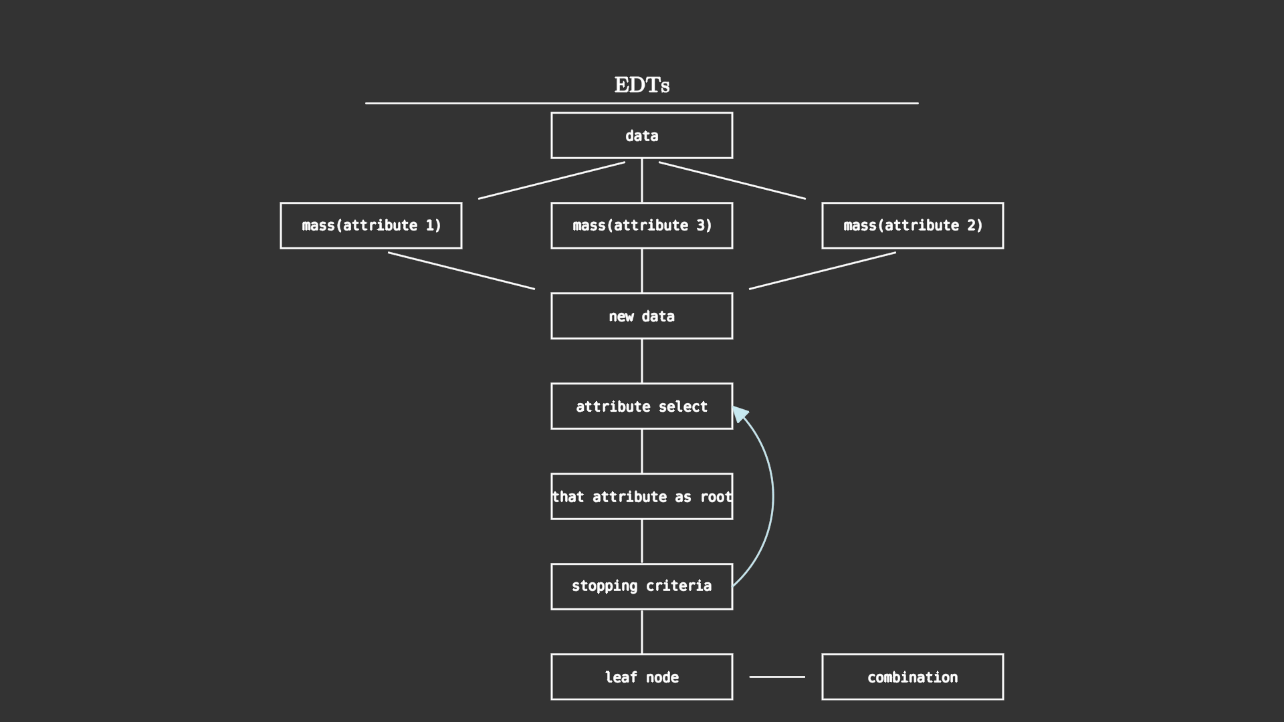 EDTs
data
mass(attribute 1)
mass(attribute 3)
mass(attribute 2)
new data
attribute select
that attribute as root
stopping criteria
leaf node
combination